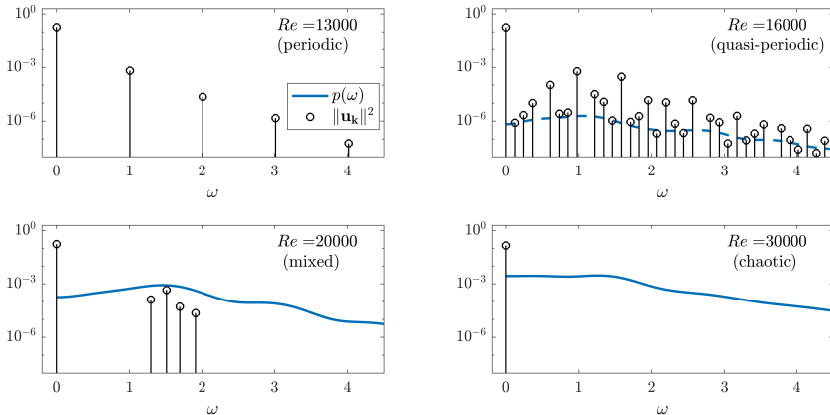 10^0
10^{-3}
10^{-6}
Re =13000
(periodic)
p(ω)
‖u_k‖^2
0 1 2 3 4
ω
10^0
10^{-3}
10^{-6}
Re =16000
(quasi-periodic)
0 1 2 3 4
ω
10^0
10^{-3}
10^{-6}
Re =20000
(mixed)
0 1 2 3 4
ω
10^0
10^{-3}
10^{-6}
Re =30000
(chaotic)
0 1 2 3 4
ω